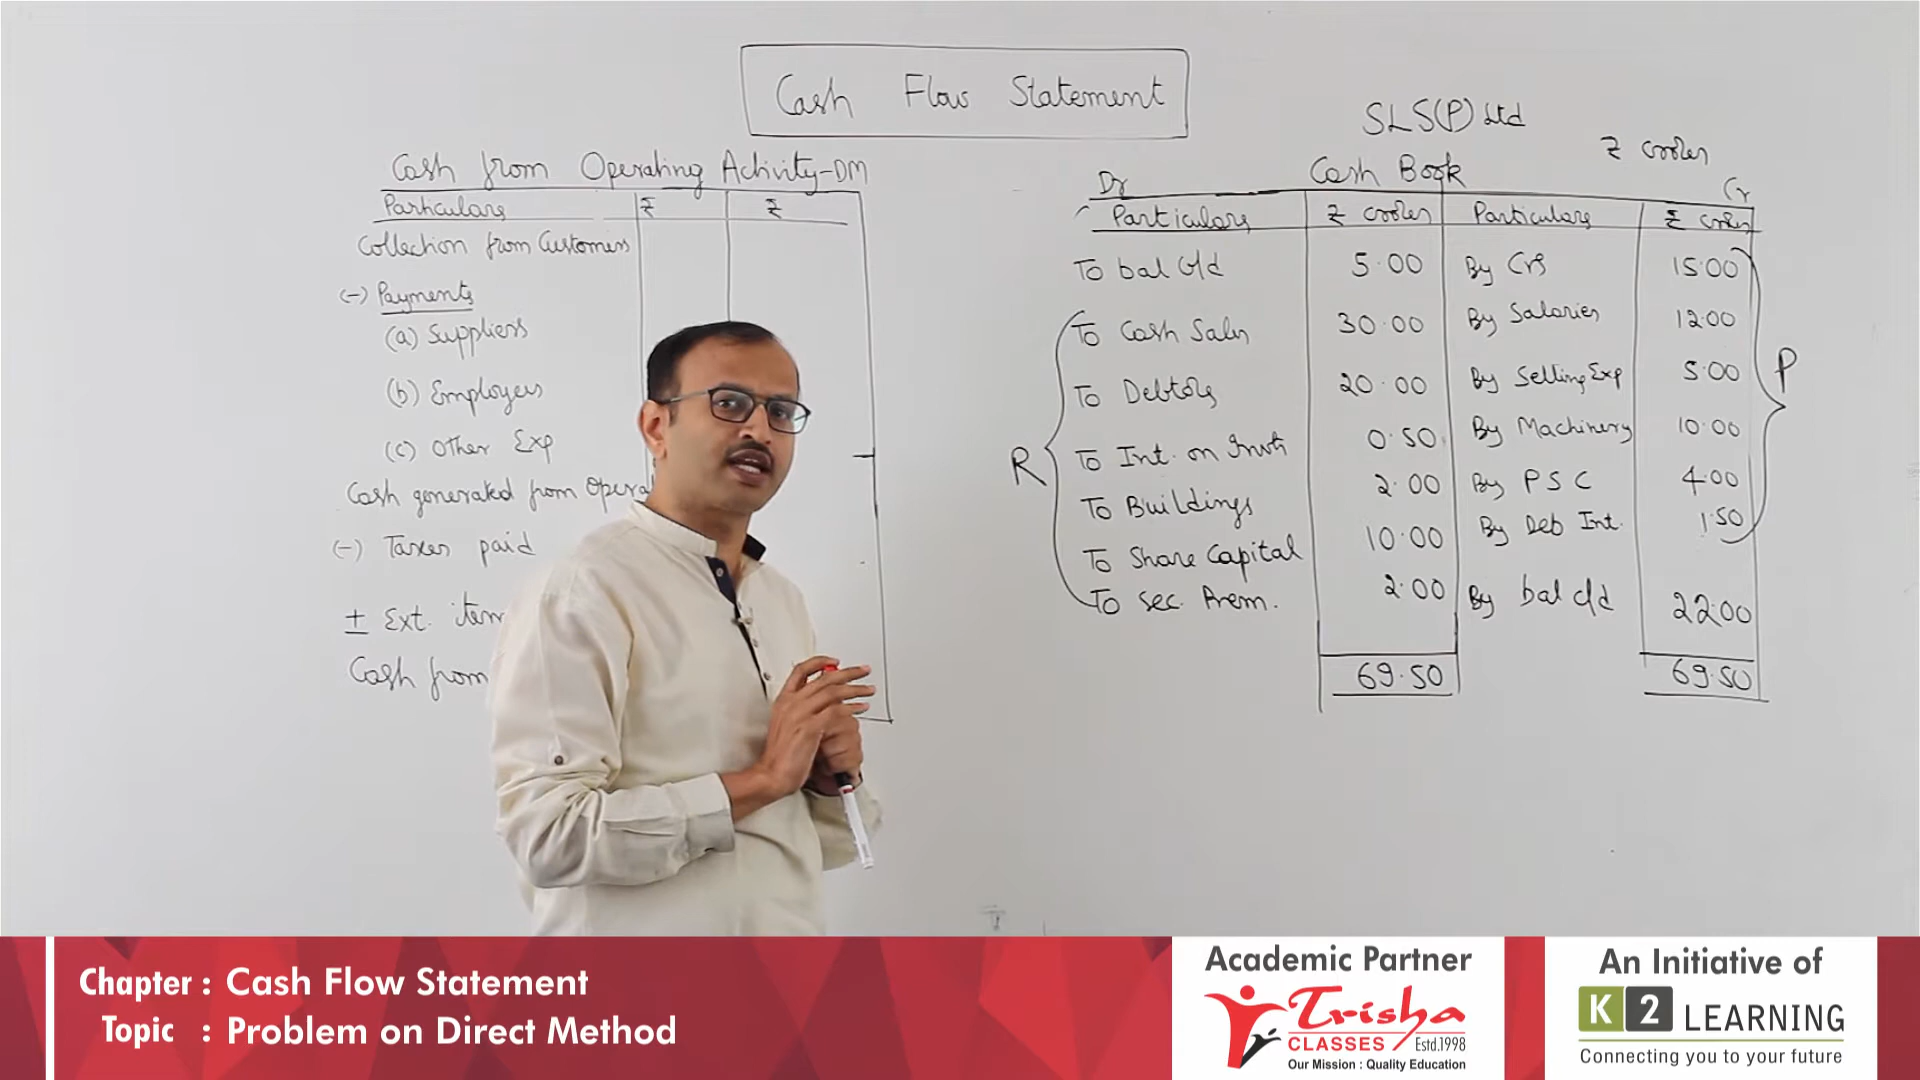 Cash Flow Statement
Cash from Operating Activity-DM
Particulars ₹ ₹
Collection from Customers
(-) Payments
(a) Suppliers
(b) Employees
(c) Other Exp
Cash generated from Opera
(-) Taxes paid
± Ext. item
Cash from
SLS(P) Ltd
₹ crores
Dr Cash Book Cr
Particulars ₹ crores Particulars ₹ crores
To bal b/d 5.00 By Crs 15.00
To Cash Sales 30.00 By Salaries 12.00
To Debtors 20.00 By Selling Exp 5.00
To Int. on Invts 0.50 By Machinery 10.00
To Buildings 2.00 By PSC 4.00
To Share Capital 10.00 By Deb Int. 1.50
To Sec. Prem. 2.00 By bal c/d 22.00
69.50 69.50
R
P
Chapter : Cash Flow Statement
Topic : Problem on Direct Method
Academic Partner
Trisha
CLASSES Estd.1998
Our Mission : Quality Education
An Initiative of
K2 LEARNING
Connecting you to your future